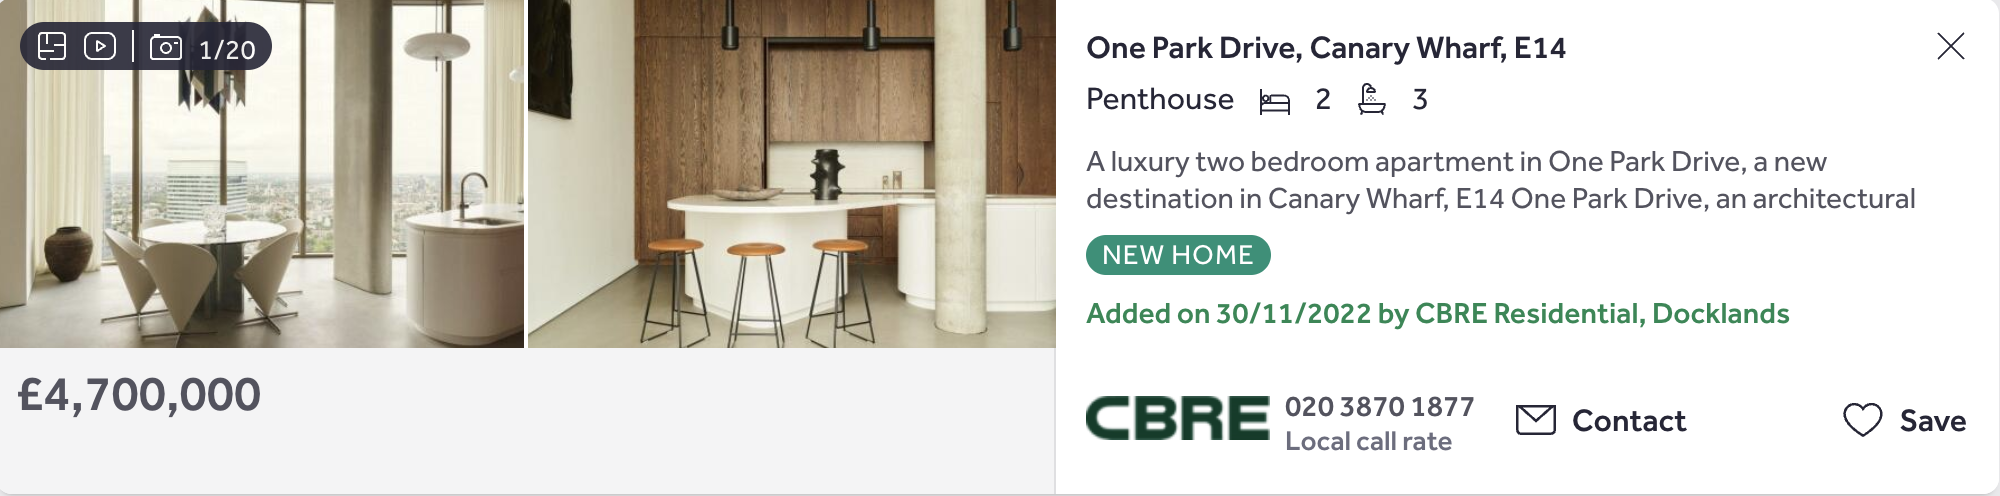 1/20
£4,700,000
One Park Drive, Canary Wharf, E14
Penthouse 2 3
A luxury two bedroom apartment in One Park Drive, a new
destination in Canary Wharf, E14 One Park Drive, an architectural
NEW HOME
Added on 30/11/2022 by CBRE Residential, Docklands
CBRE
020 3870 1877
Local call rate
Contact
Save